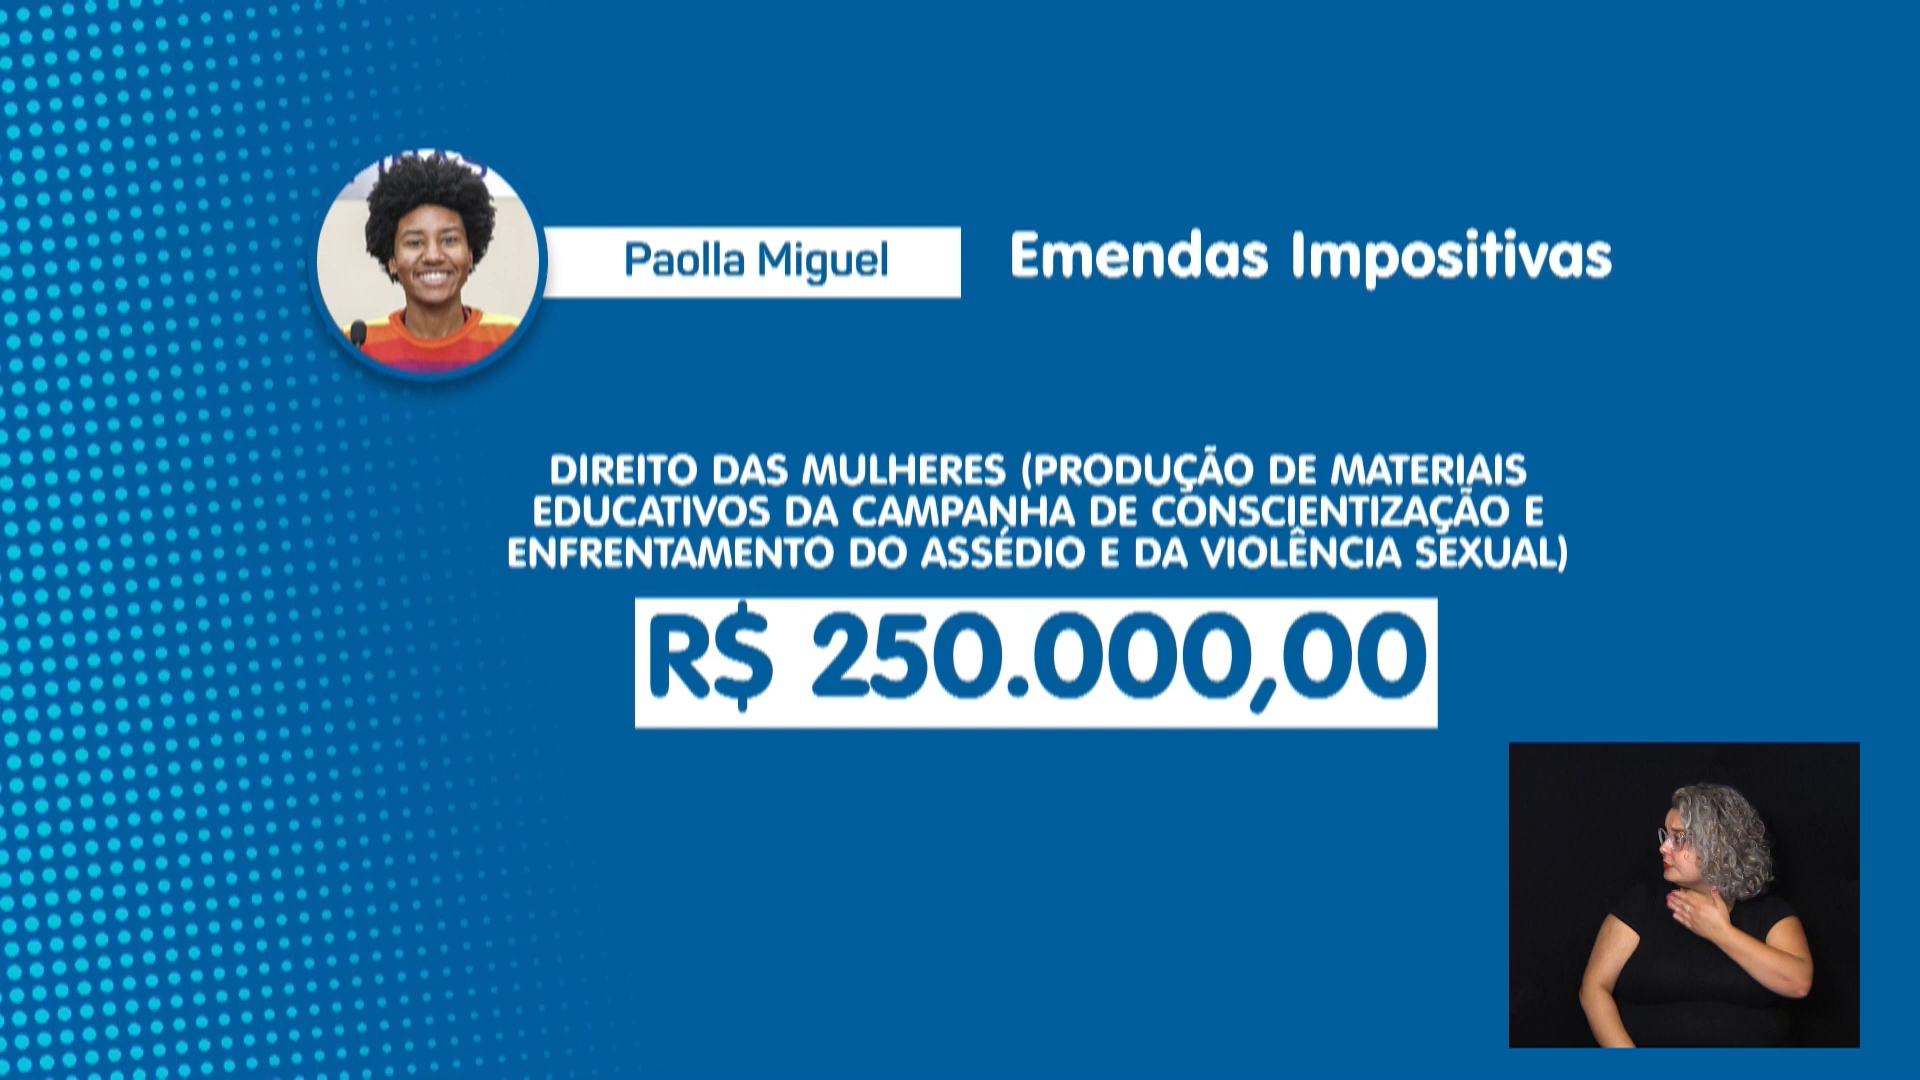 Paolla Miguel
Emendas Impositivas
DIREITO DAS MULHERES (PRODUÇÃO DE MATERIAIS
EDUCATIVOS DA CAMPANHA DE CONSCIENTIZAÇÃO E
ENFRENTAMENTO DO ASSÉDIO E DA VIOLÊNCIA SEXUAL)
R$ 250.000,00